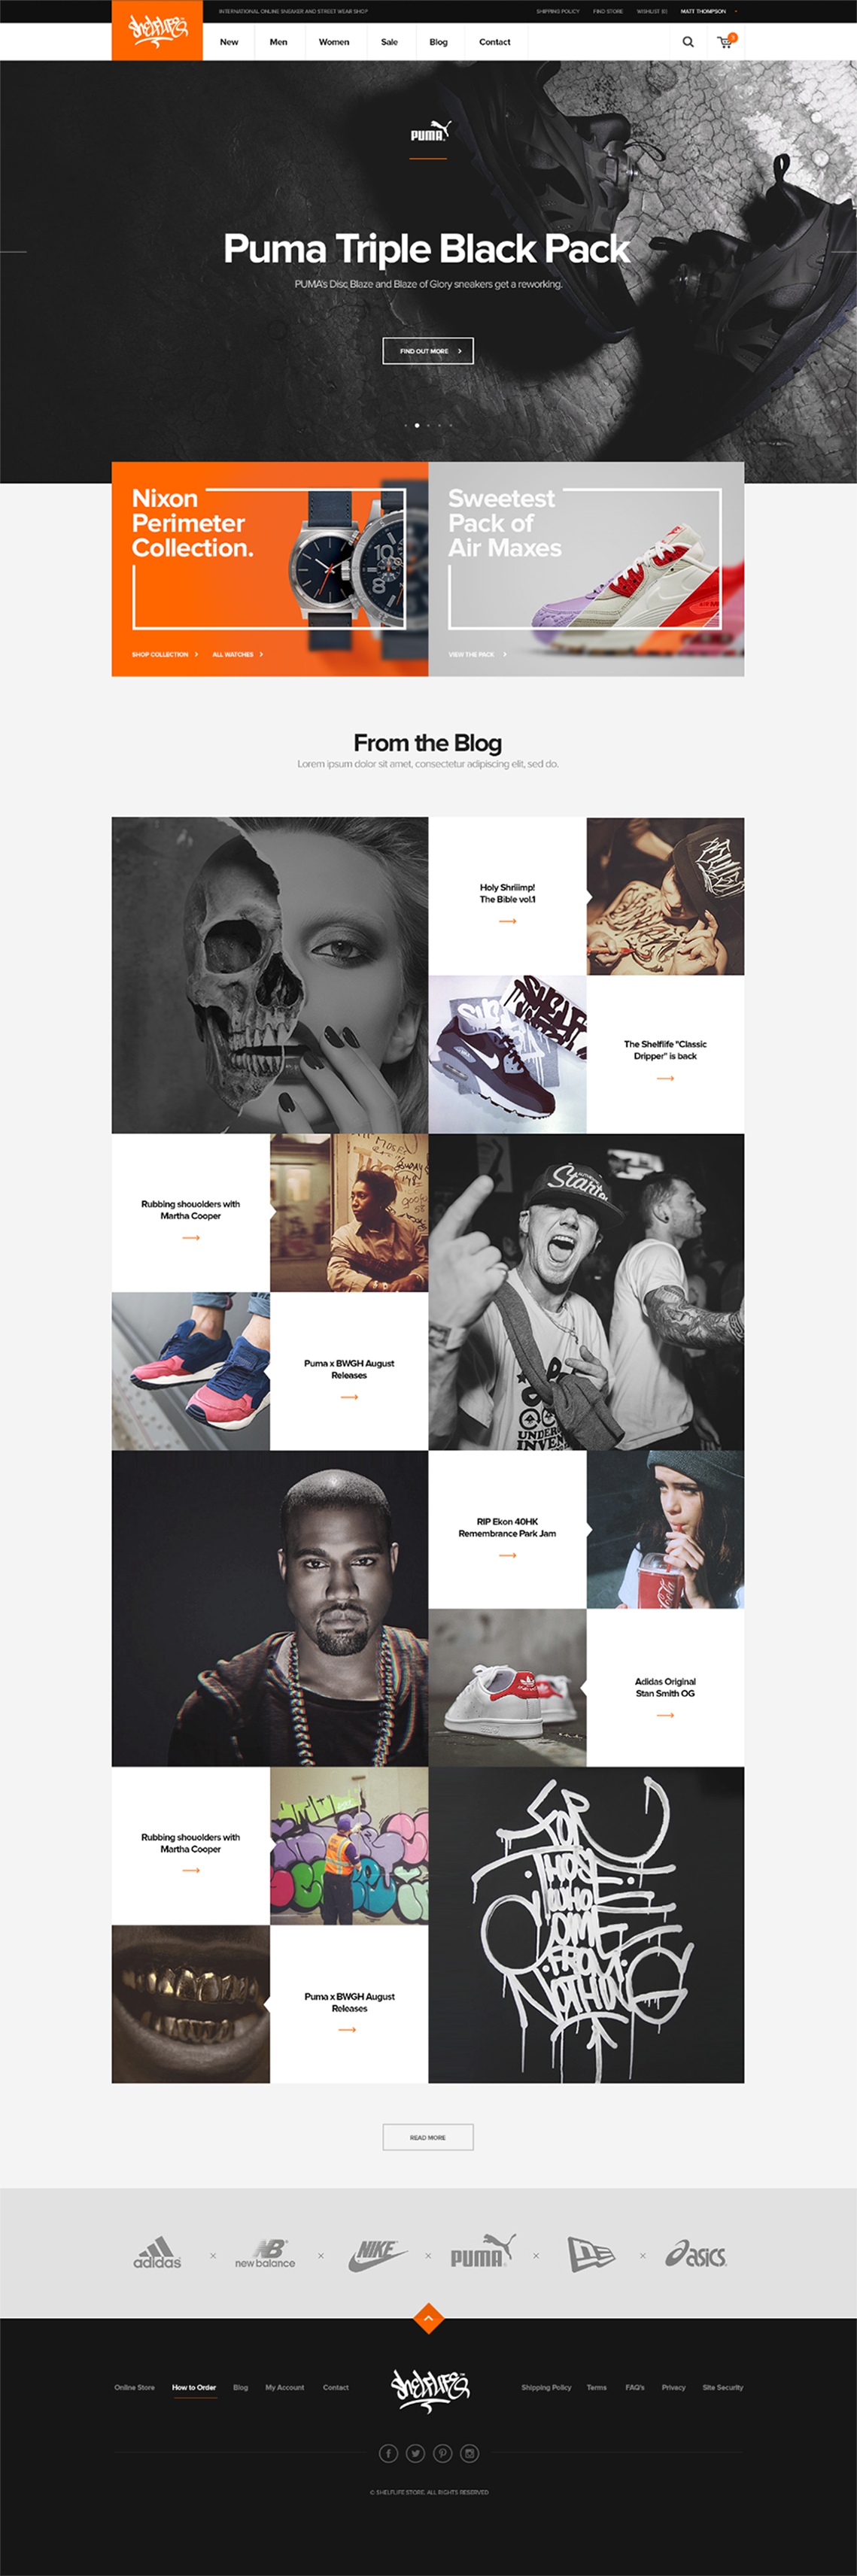 shelflife
INTERNATIONAL ONLINE SNEAKER AND STREET WEAR SHOP
SHIPPING POLICY
FIND STORE
WISHLIST (0)
MATT THOMPSON
New
Men
Women
Sale
Blog
Contact
PUMA
Puma Triple Black Pack
PUMA's Disc Blaze and Blaze of Glory sneakers get a reworking.
FIND OUT MORE
Nixon
Perimeter
Collection.
SHOP COLLECTION
ALL WATCHES
Sweetest
Pack of
Air Maxes
VIEW THE PACK
From the Blog
Lorem ipsum dolor sit amet, consectetur adipiscing elit, sed do.
Holy Shriiimp!
The Bible vol.1
The Shelflife "Classic
Dripper" is back
Rubbing shouolders with
Martha Cooper
Puma x BWGH August
Releases
RIP Ekon 40HK
Remembrance Park Jam
Adidas Original
Stan Smith OG
Rubbing shouolders with
Martha Cooper
Puma x BWGH August
Releases
FOR
THOSE
WHO
COME
FROM
NOTHING
READ MORE
adidas
NB
new balance
NIKE
PUMA
asics
Online Store
How to Order
Blog
My Account
Contact
shelflife
Shipping Policy
Terms
FAQ's
Privacy
Site Security
© SHELFLIFE STORE. ALL RIGHTS RESERVED